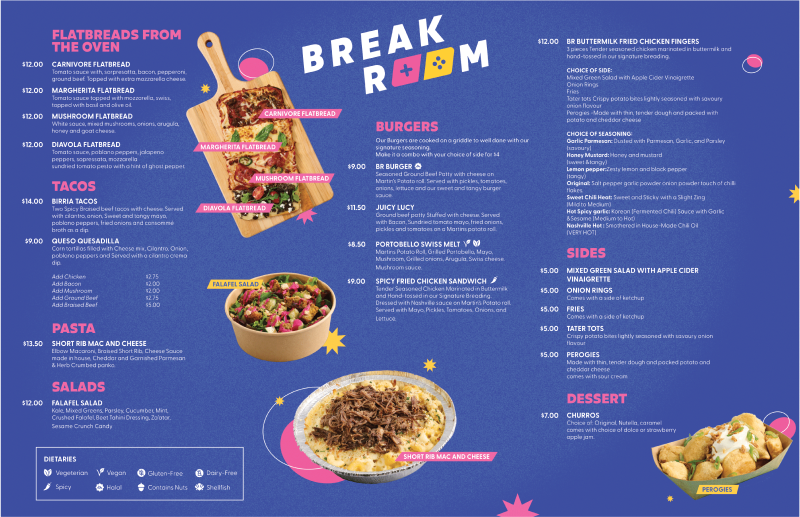 FLATBREADS FROM
THE OVEN
$12.00 CARNIVORE FLATBREAD
Tomato sauce with, sorpresatta, bacon, pepperoni,
ground beef. Topped with extra mozzarella cheese.
$12.00 MARGHERITA FLATBREAD
Tomato sauce topped with mozzarella, swiss,
topped with basil and olive oil
$12.00 MUSHROOM FLATBREAD
White sauce, mixed mushrooms, onions, arugula,
honey and goat cheese.
$12.00 DIAVOLA FLATBREAD
Tomato sauce, poblano peppers, jalapeno
peppers, sopressata, mozzarella
sundried tomato pesto with a hint of ghost pepper.
TACOS
$14.00 BIRRIA TACOS
Two Spicy Braised beef tacos with cheese. Served
with cilantro, onion, Sweet and tangy mayo,
poblano peppers, fried onions and consomme
broth as a dip
$9.00 QUESO QUESADILLA
Corn tortillas filled with Cheese mix, Cilantro, Onion,
poblano peppers and Served with a cilantro crema
dip.
Add Chicken $2.75
Add Bacon $2.00
Add Mushroom $2.00
Add Ground Beef $2.75
Add Braised Beef $5.00
PASTA
$13.50 SHORT RIB MAC AND CHEESE
Elbow Macaroni, Braised Short Rib, Cheese Sauce
made in house, Cheddar and Garnished Parmesan
& Herb Crumbed panko.
SALADS
$12.00 FALAFEL SALAD
Kale, Mixed Greens, Parsley, Cucumber, Mint,
Crushed Falafel, Beet Tahini Dressing, Za'atar,
Sesame Crunch Candy.
DIETARIES
Vegeterian Vegan Gluten-Free Dairy-Free
Spicy Halal Contains Nuts Shellfish
BREAK
ROOM
CARNIVORE FLATBREAD
MARGHERITA FLATBREAD
MUSHROOM FLATBREAD
DIAVOLA FLATBREAD
FALAFEL SALAD
BURGERS
Our Burgers are cooked on a griddle to well done with our
signature seasoning.
Make it a combo with your choice of side for $4
$9.00 BR BURGER
Seasoned Ground Beef Patty with cheese on
Martin's Potato roll. Served with pickles, tomatoes,
onions, lettuce and our sweet and tangy burger
sauce
$11.50 JUICY LUCY
Ground beef patty Stuffed with cheese. Served
with Bacon, Sundried tomato mayo, fried onions,
pickles and tomatoes on a Martins potato roll.
$8.50 PORTOBELLO SWISS MELT
Martins Potato Roll, Grilled Portobello, Mayo,
Mushroom, Grilled onions, Arugula, Swiss cheese,
Mushroom sauce.
$9.00 SPICY FRIED CHICKEN SANDWICH
Tender Seasoned Chicken Marinated in Buttermilk
and Hand-tossed in our Signature Breading.
Dressed with Nashville sauce on Martin's Potato roll.
Served with Mayo, Pickles, Tomatoes, Onions, and
Lettuce.
SHORT RIB MAC AND CHEESE
$12.00 BR BUTTERMILK FRIED CHICKEN FINGERS
3 pieces Tender seasoned chicken marinated in buttermilk and
hand-tossed in our signature breading.
CHOICE OF SIDE:
Mixed Green Salad with Apple Cider Vinaigrette
Onion Rings
Fries
Tater tots Crispy potato bites lightly seasoned with savoury
onion flavour
Perogies - Made with thin, tender dough and packed with
potato and cheddar cheese
CHOICE OF SEASONING:
Garlic Parmesan: Dusted with Parmesan, Garlic, and Parsley
(savoury)
Honey Mustard: Honey and mustard
(sweet &tangy)
Lemon pepper: Zesty lemon and black pepper
(tangy)
Original: Salt pepper garlic powder onion powder touch of chili
flakes
Sweet Chili Heat: Sweet and Sticky with a Slight Zing
(Mild to Medium)
Hot Spicy garlic: Korean (Fermented Chili) Sauce with Garlic
&Sesame (Medium to Hot)
Nashville Hot: Smothered in House-Made Chili Oil
(VERY HOT)
SIDES
$5.00 MIXED GREEN SALAD WITH APPLE CIDER
VINAIGRETTE
$5.00 ONION RINGS
Comes with a side of ketchup
$5.00 FRIES
Comes with a side of ketchup
$5.00 TATER TOTS
Crispy potato bites lightly seasoned with savoury onion
flavour
$5.00 PEROGIES
Made with thin, tender dough and packed potato and
cheddar cheese
comes with sour cream
DESSERT
$7.00 CHURROS
Choice of: Original, Nutella, caramel
comes with choice of dolce or strawberry
apple jam.
PEROGIES